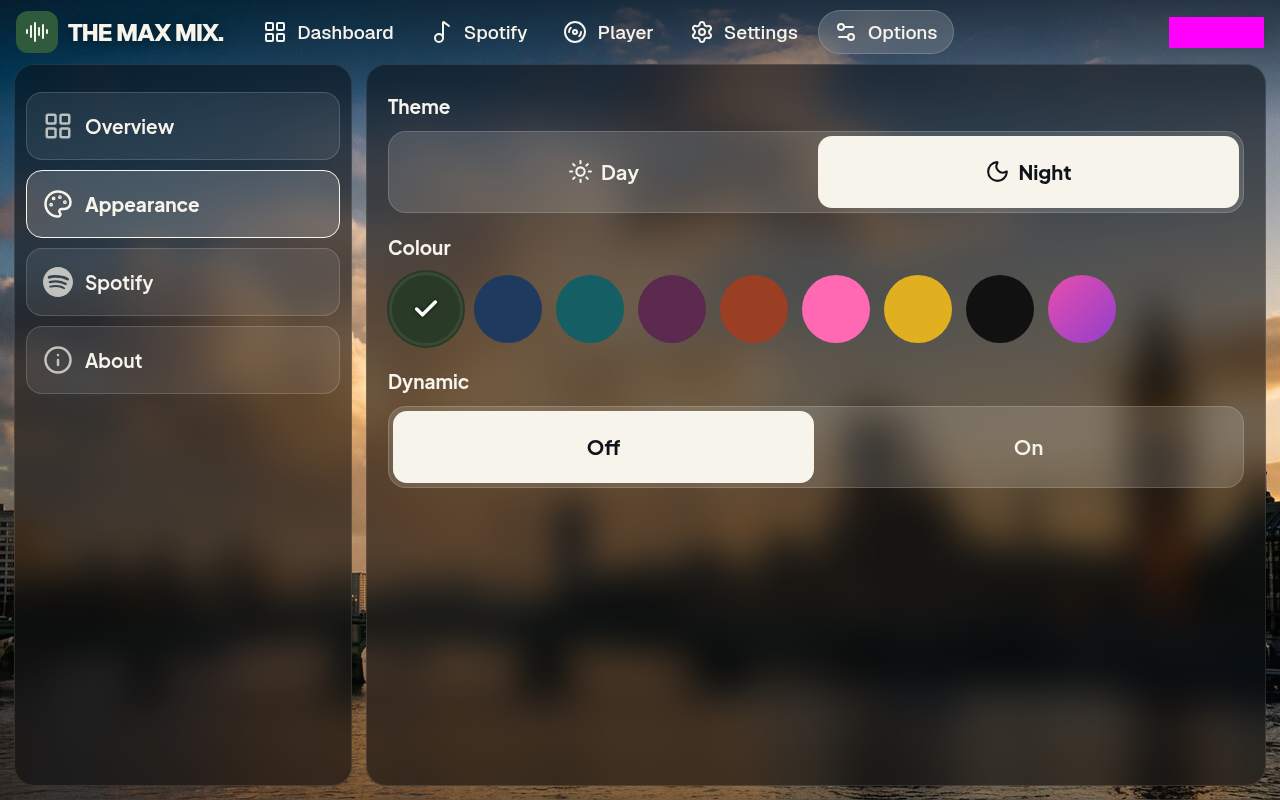 THE MAX MIX.
Dashboard
Spotify
Player
Settings
Options
Overview
Appearance
Spotify
About
Theme
Day
Night
Colour
Dynamic
Off
On